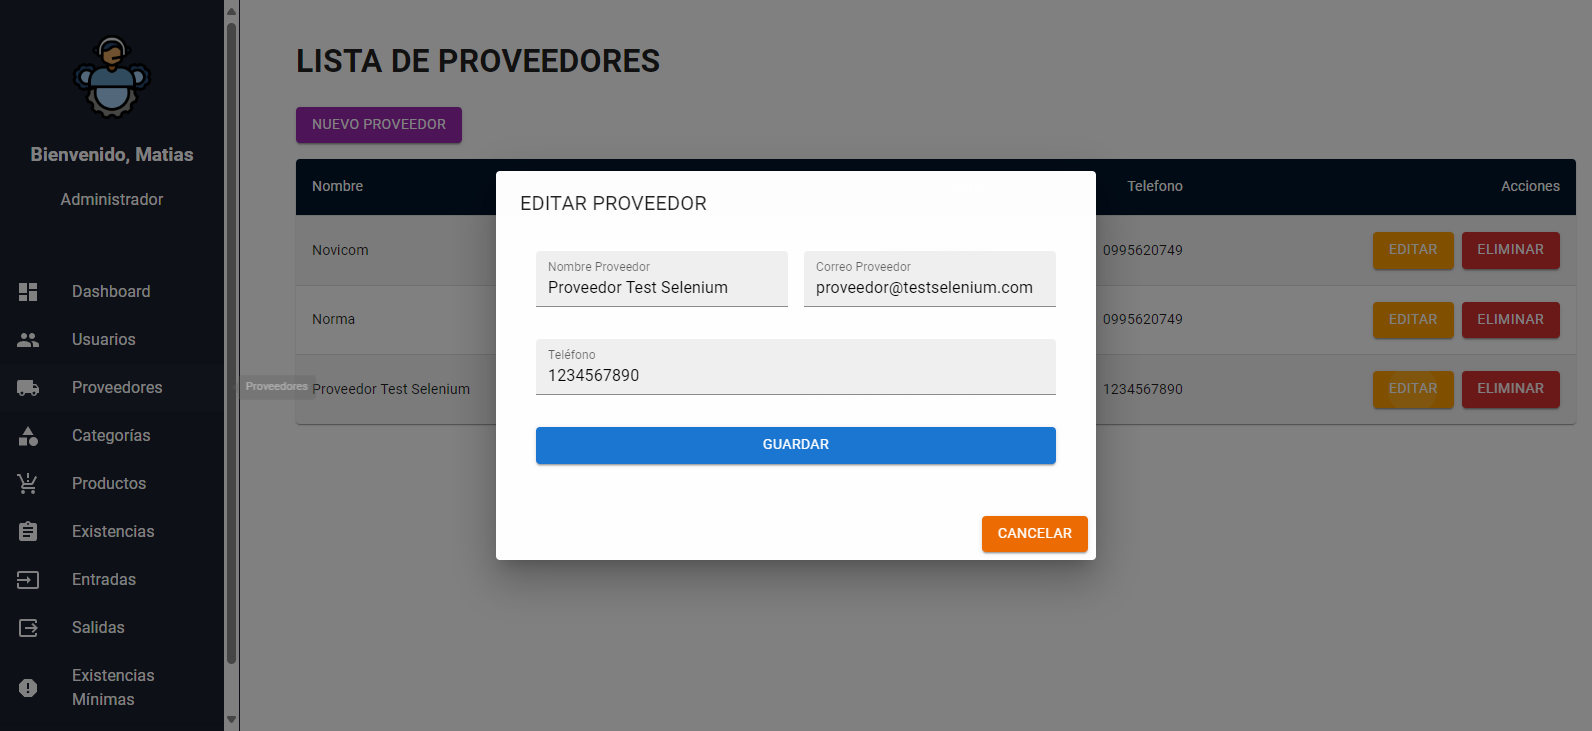 Bienvenido, Matias
Administrador
Dashboard
Usuarios
Proveedores
Categorías
Productos
Existencias
Entradas
Salidas
Existencias
Mínimas
Proveedores
LISTA DE PROVEEDORES
NUEVO PROVEEDOR
Nombre Telefono Acciones
Novicom 0995620749 EDITAR ELIMINAR
Norma 0995620749 EDITAR ELIMINAR
Proveedor Test Selenium 1234567890 EDITAR ELIMINAR
EDITAR PROVEEDOR
Nombre Proveedor
Proveedor Test Selenium
Correo Proveedor
proveedor@testselenium.com
Teléfono
1234567890
GUARDAR
CANCELAR